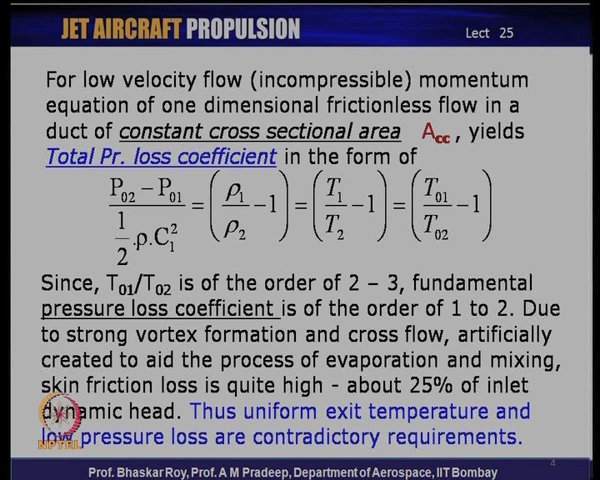 JET AIRCRAFT PROPULSION Lect 25
For low velocity flow (incompressible) momentum
equation of one dimensional frictionless flow in a
duct of constant cross sectional area Acc , yields
Total Pr. loss coefficient in the form of
(P₀₂ – P₀₁) / (½.ρ.C₁²) = (ρ₁/ρ₂ – 1) = (T₁/T₂ – 1) = (T₀₁/T₀₂ – 1)
Since, T₀₁/T₀₂ is of the order of 2 – 3, fundamental
pressure loss coefficient is of the order of 1 to 2. Due
to strong vortex formation and cross flow, artificially
created to aid the process of evaporation and mixing,
skin friction loss is quite high - about 25% of inlet
dynamic head. Thus uniform exit temperature and
low pressure loss are contradictory requirements.
NPTEL
4
Prof. Bhaskar Roy, Prof. A M Pradeep, Department of Aerospace, IIT Bombay